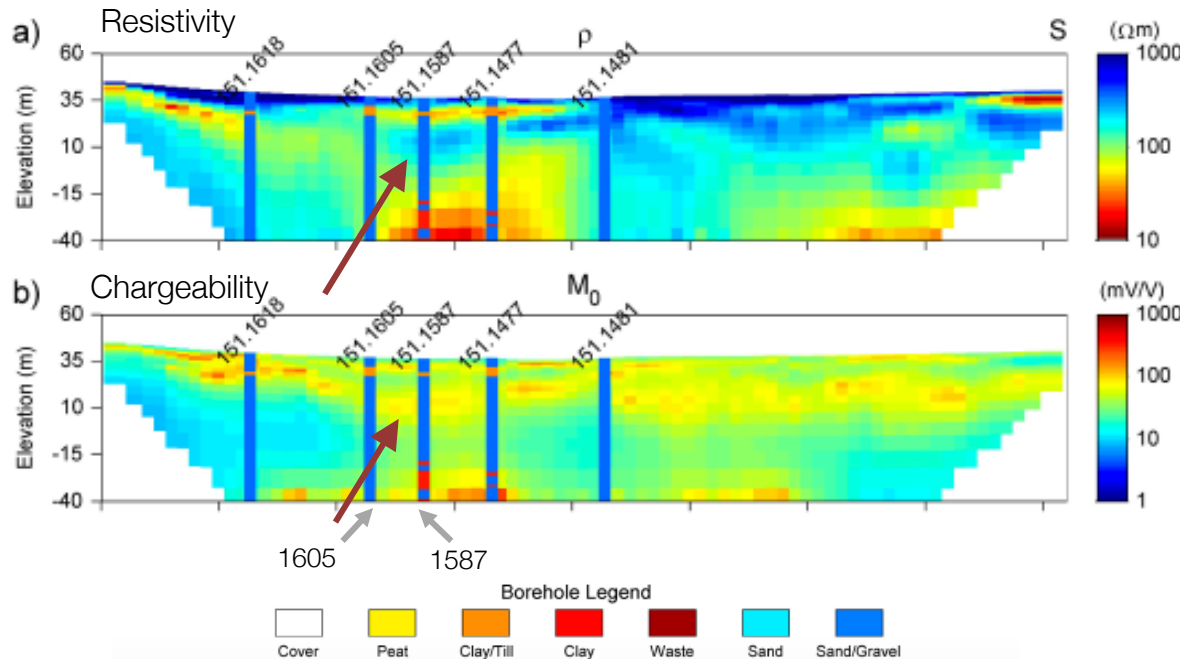 Resistivity
a)
ρ
S
(Ωm)
151.1618
151.1605
151.1587
151.1477
151.1481
Elevation (m)
60
35
10
-15
-40
1000
100
10
Chargeability
b)
M0
(mV/V)
151.1618
151.1605
151.1587
151.1477
151.1481
Elevation (m)
60
35
10
-15
-40
1000
100
10
1
1605
1587
Borehole Legend
Cover
Peat
Clay/Till
Clay
Waste
Sand
Sand/Gravel